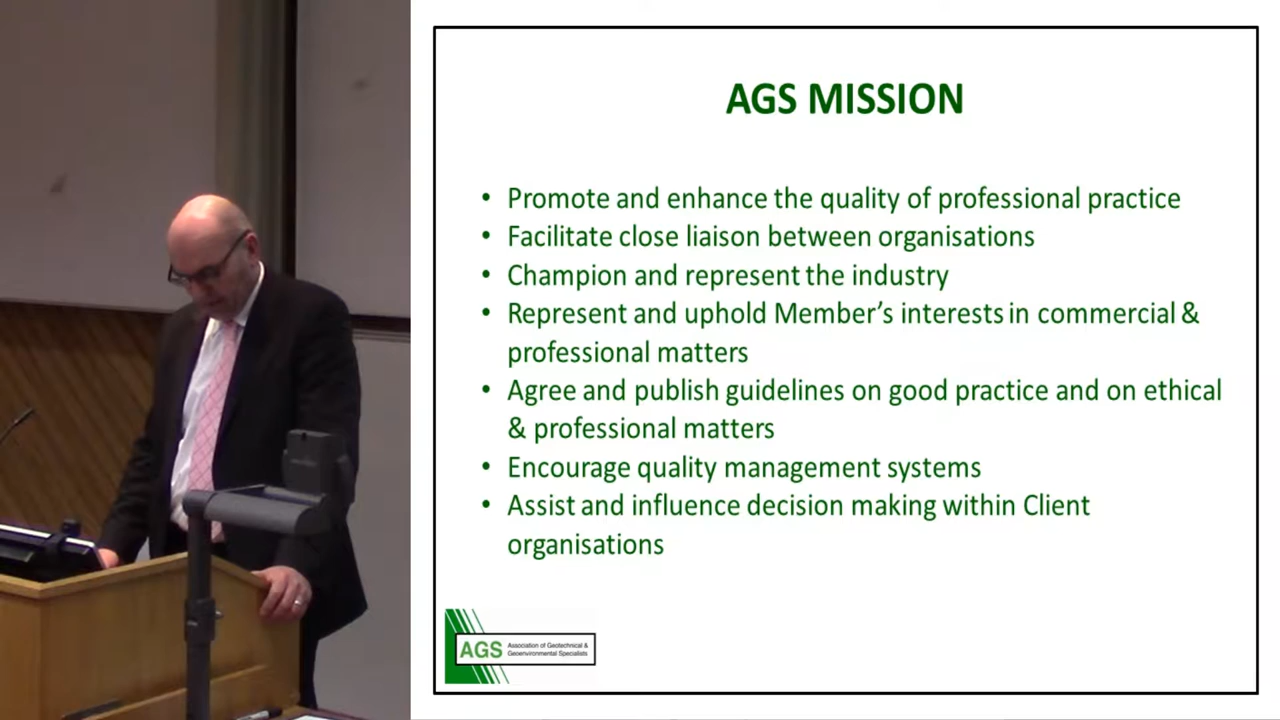 AGS MISSION
• Promote and enhance the quality of professional practice
• Facilitate close liaison between organisations
• Champion and represent the industry
• Represent and uphold Member's interests in commercial &
professional matters
• Agree and publish guidelines on good practice and on ethical
& professional matters
• Encourage quality management systems
• Assist and influence decision making within Client
organisations
AGS
Association of Geotechnical &
Geoenvironmental Specialists